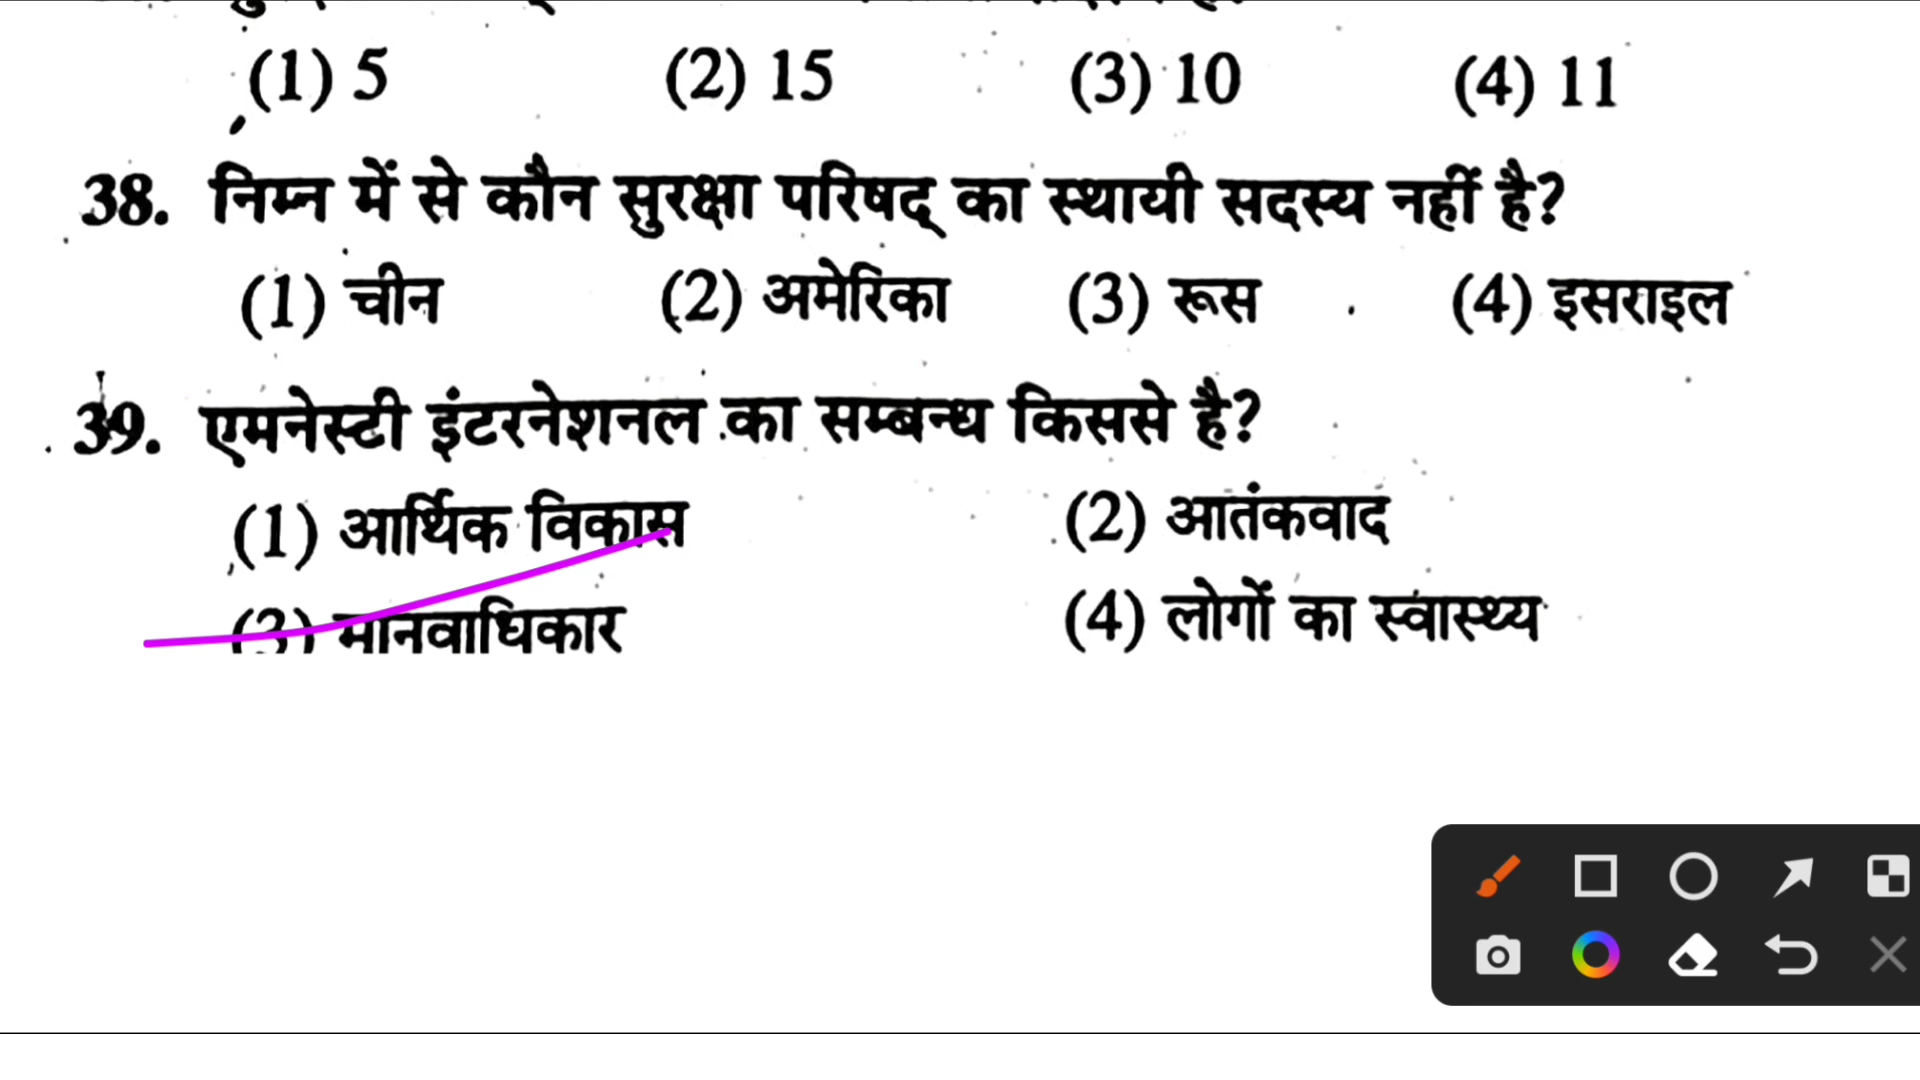 (1) 5 (2) 15 (3) 10 (4) 11
38. निम्न में से कौन सुरक्षा परिषद् का स्थायी सदस्य नहीं है?
(1) चीन (2) अमेरिका (3) रूस (4) इसराइल
39. एमनेस्टी इंटरनेशनल का सम्बन्ध किससे है?
(1) आर्थिक विकास (2) आतंकवाद
(3) मानवाधिकार (4) लोगों का स्वास्थ्य